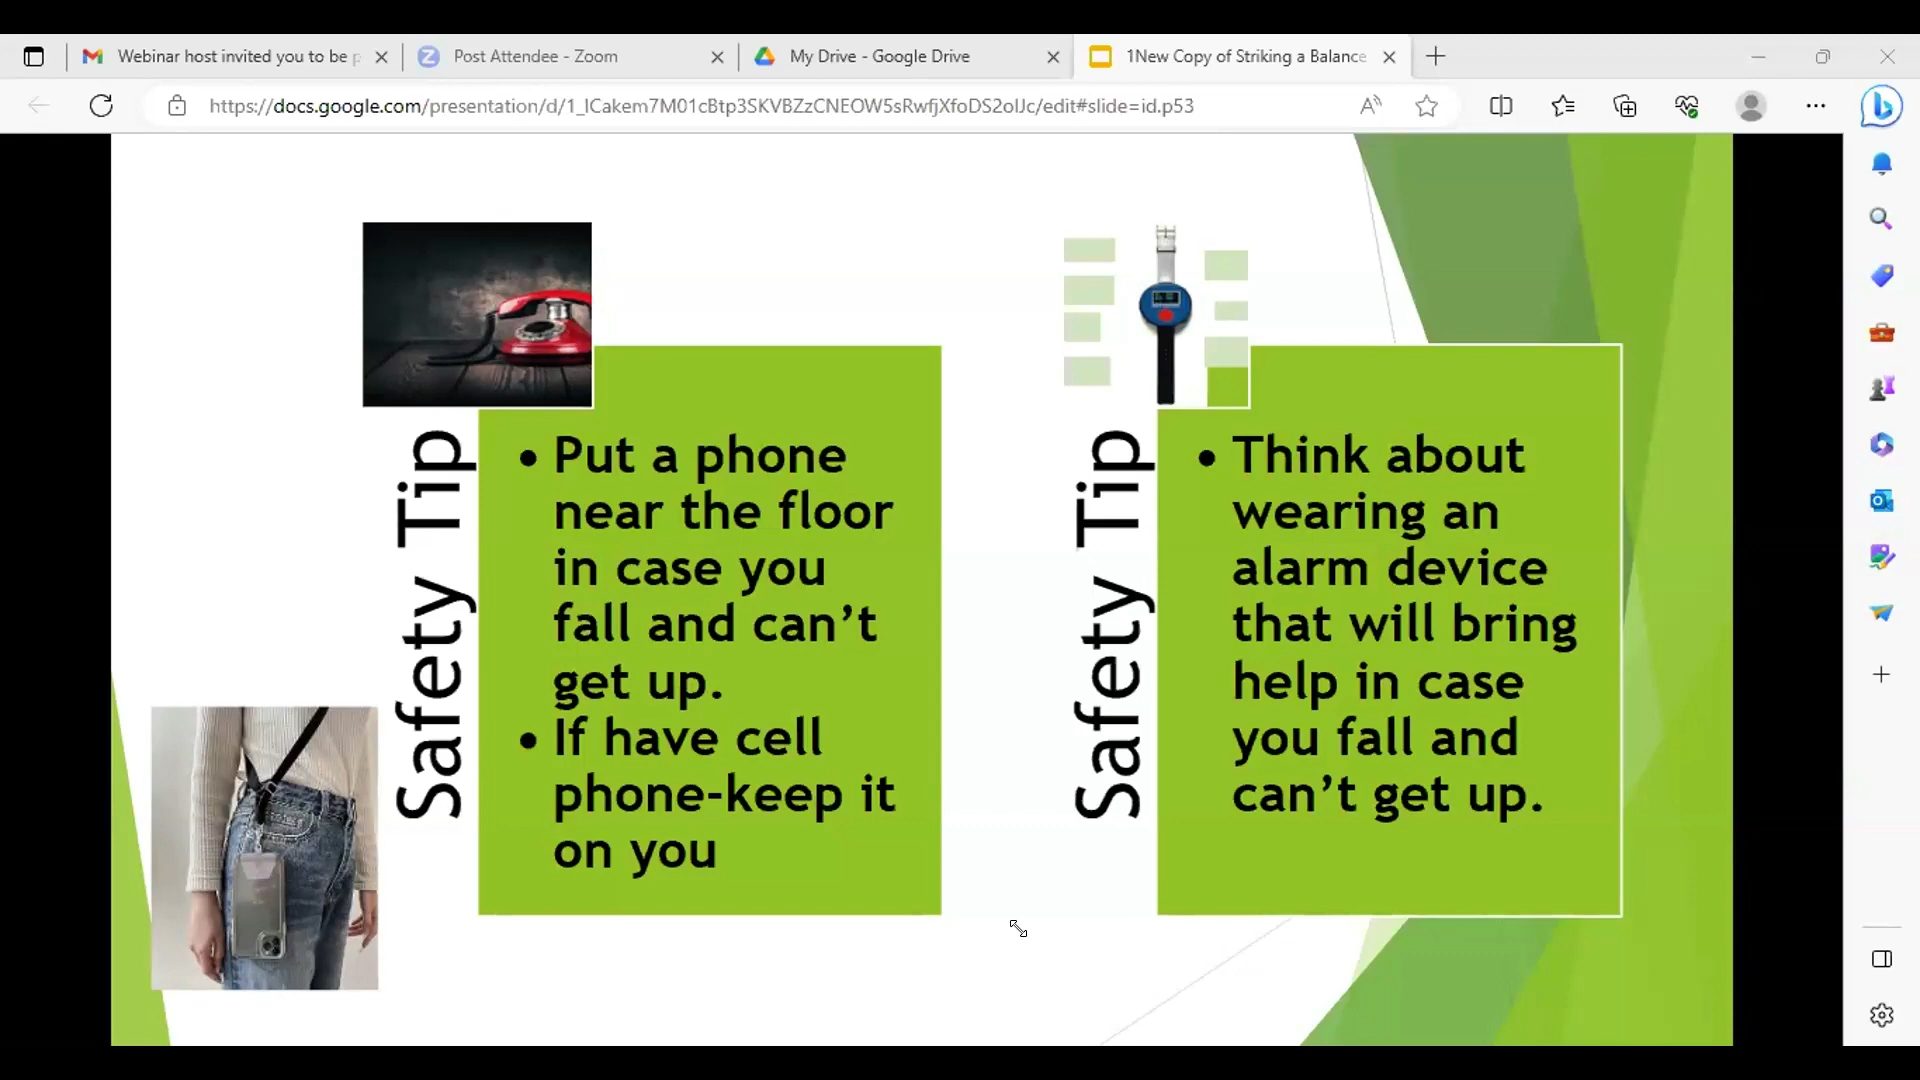 Webinar host invited you to be p
Post Attendee - Zoom
My Drive - Google Drive
1New Copy of Striking a Balance
https://docs.google.com/presentation/d/1_lCakem7M01cBtp3SKVBZzCNEOW5sRwfjXfoDS2olJc/edit#slide=id.p53
Safety Tip
• Put a phone
near the floor
in case you
fall and can’t
get up.
• If have cell
phone-keep it
on you
Safety Tip
• Think about
wearing an
alarm device
that will bring
help in case
you fall and
can’t get up.